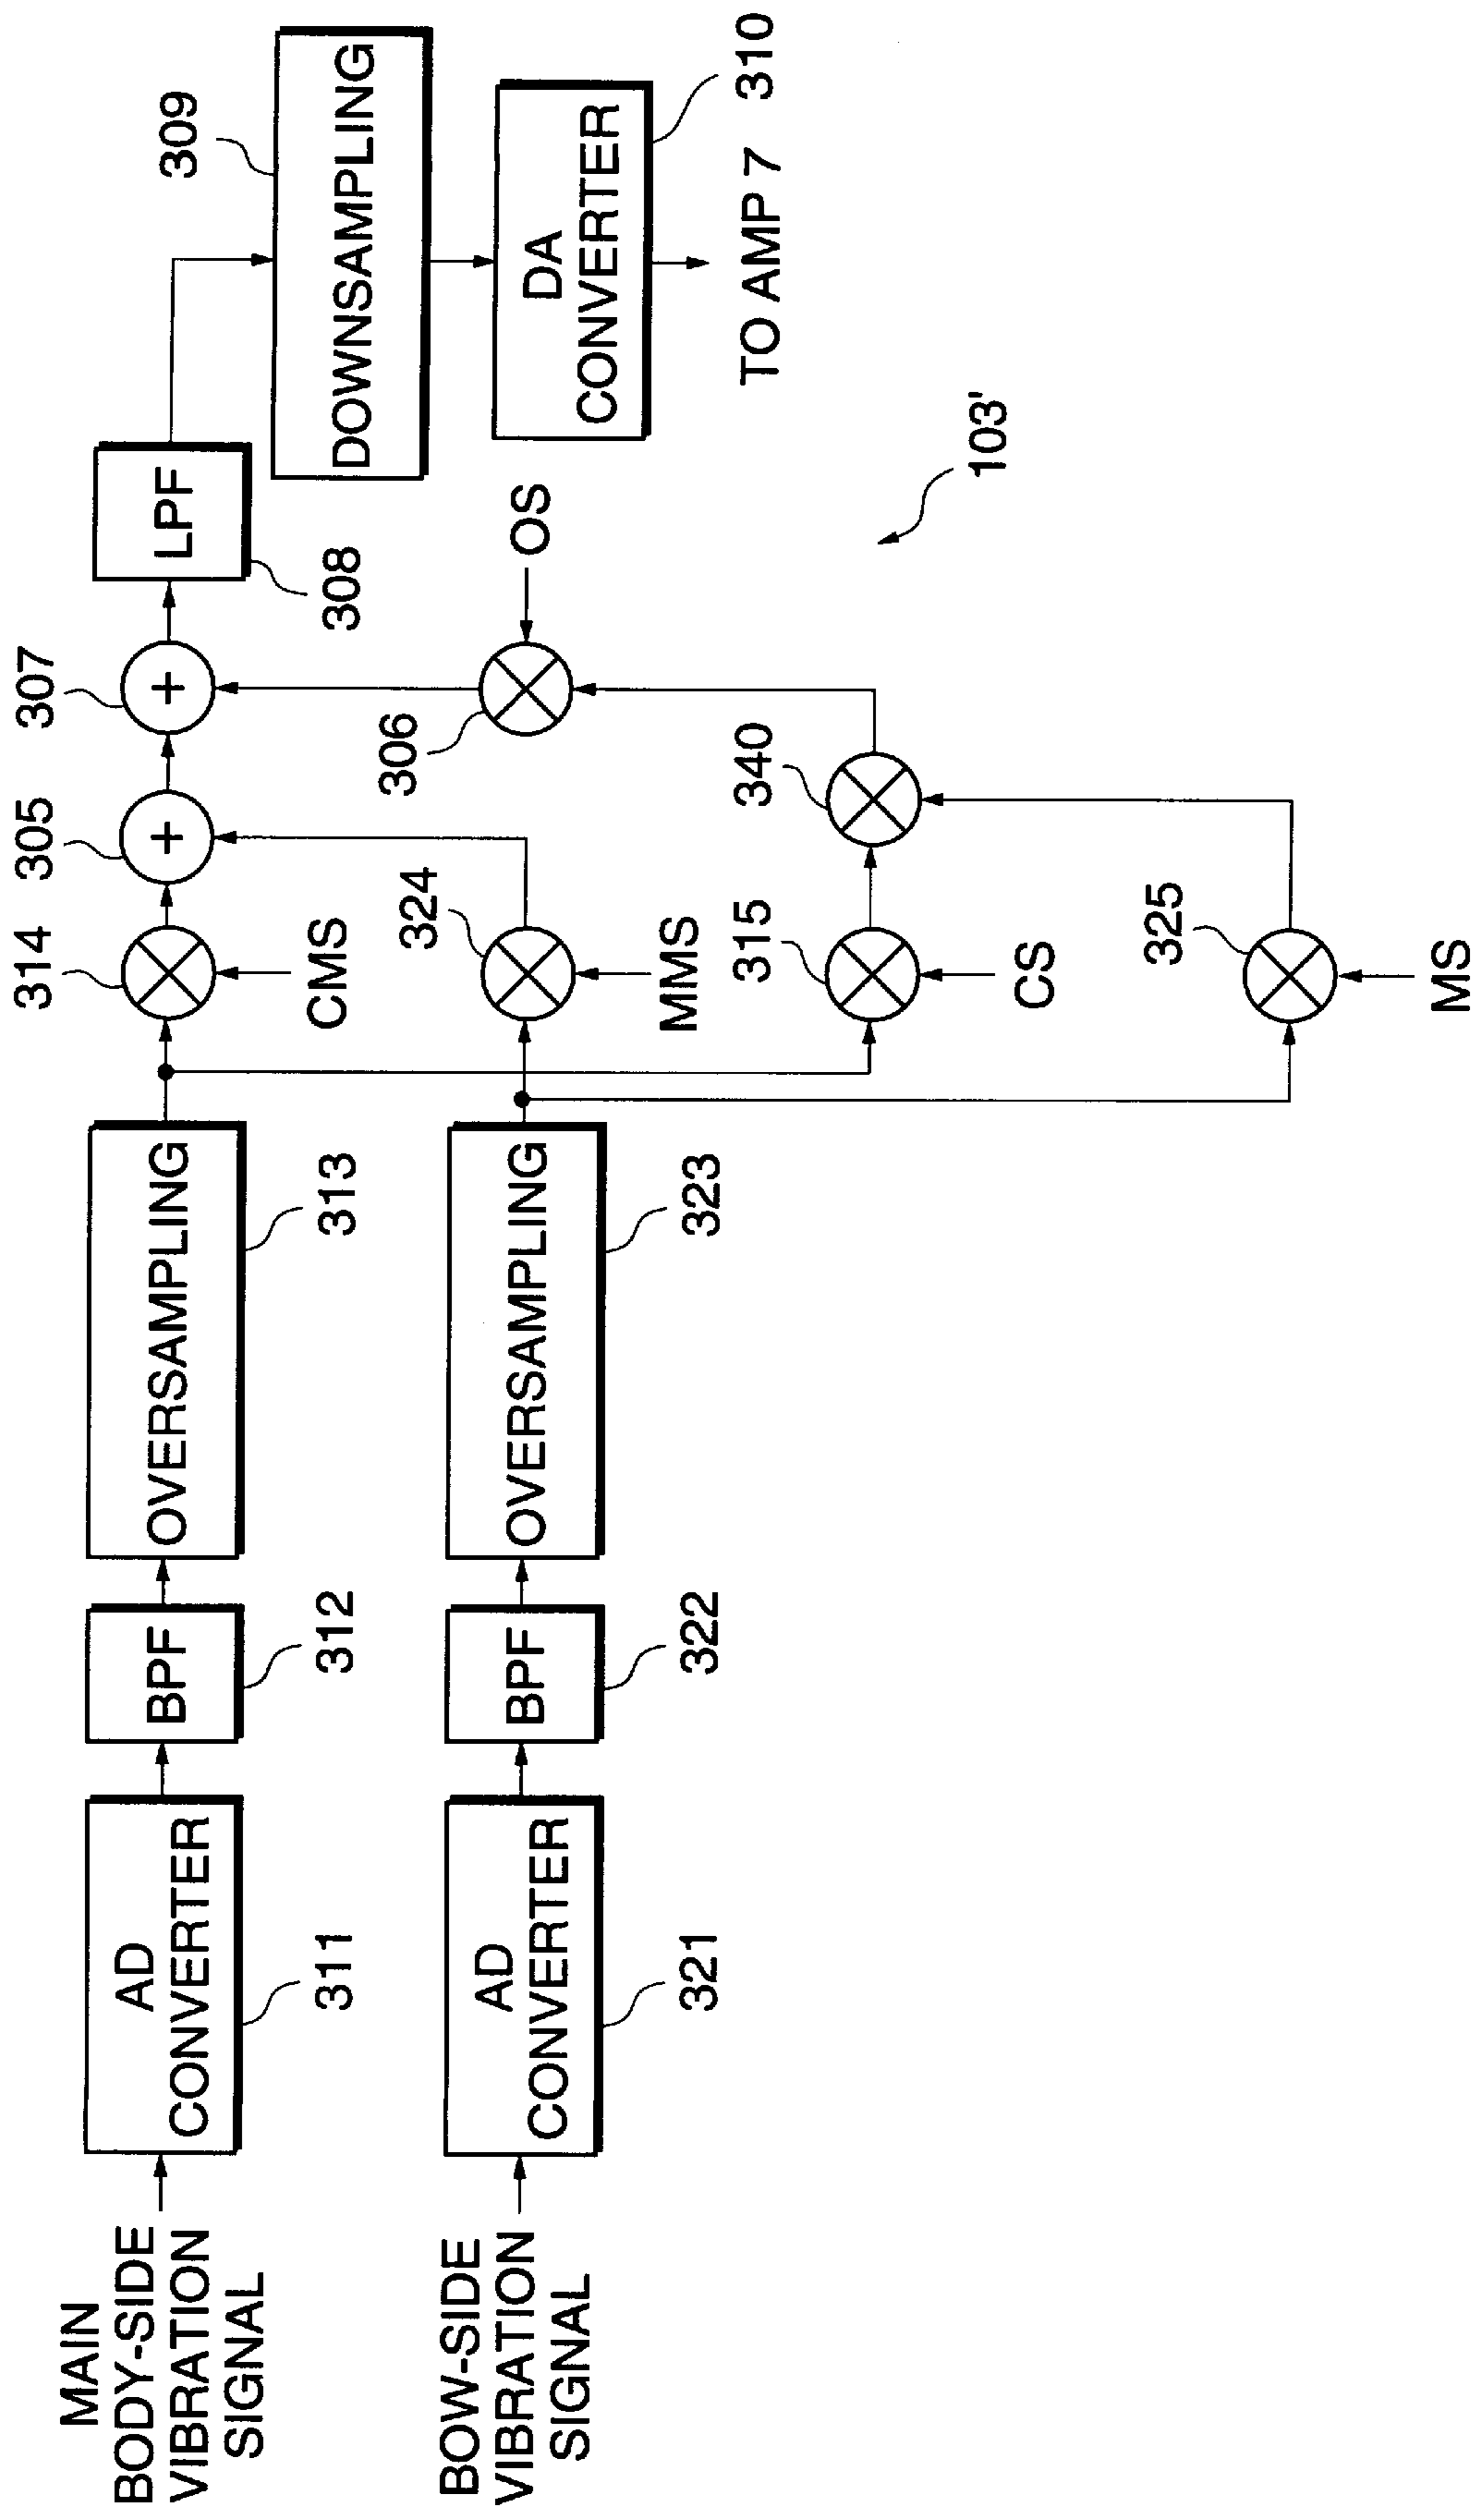 MAIN
BODY-SIDE
VIBRATION
SIGNAL
AD
CONVERTER
311
BPF
312
OVERSAMPLING
313
314
CMS
305
307
LPF
308
309
DOWNSAMPLING
DA
CONVERTER
310
TO AMP 7
BOW-SIDE
VIBRATION
SIGNAL
AD
CONVERTER
321
BPF
322
OVERSAMPLING
323
324
MMS
306
OS
315
CS
340
325
MS
103'